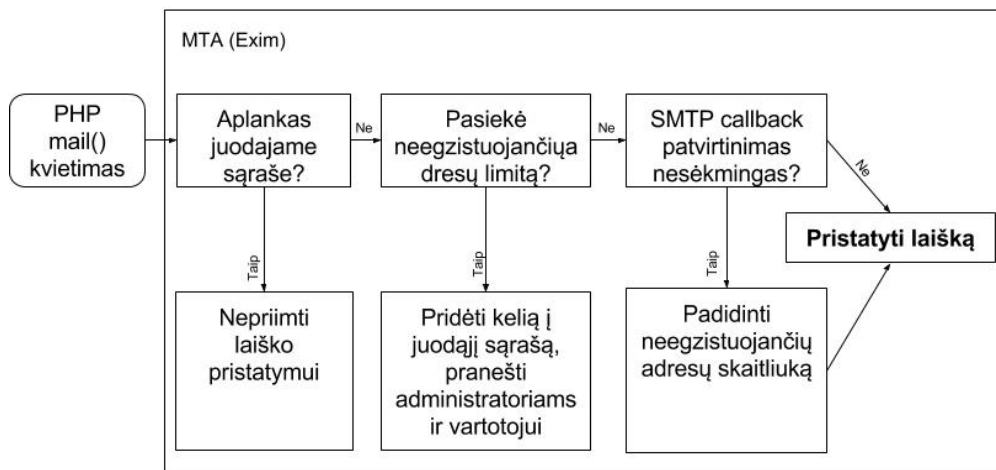 MTA (Exim)
PHP
mail()
kvietimas
Aplankas
juodajame
sąraše?
Ne
Pasiekė
neegzistuojančiųa
dresų limitą?
Ne
SMTP callback
patvirtinimas
nesėkmingas?
Ne
Pristatyti laišką
Taip
Taip
Taip
Nepriimti
laiško
pristatymui
Pridėti kelią į
juodąjį sąrašą,
pranešti
administratoriams
ir vartotojui
Padidinti
neegzistuojančių
adresų skaitliuką